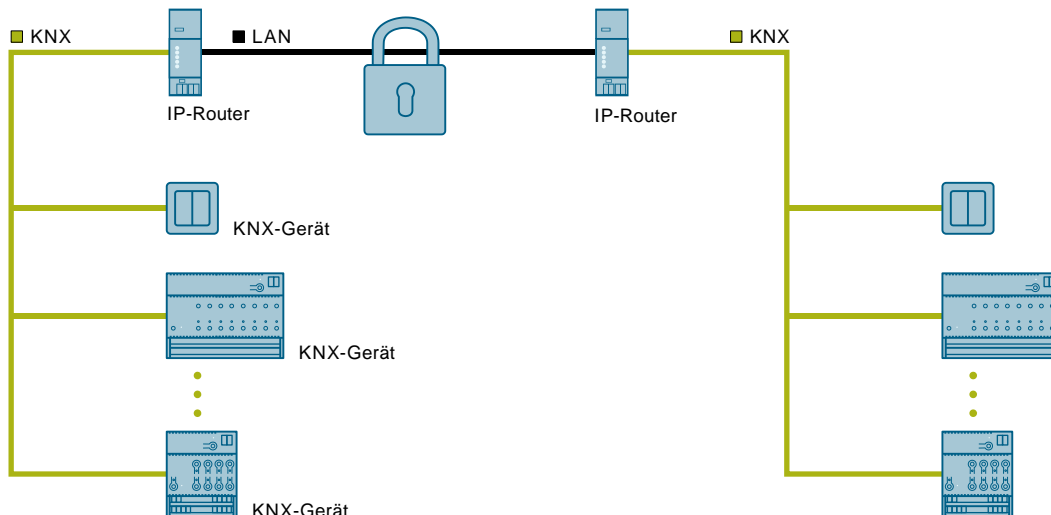 KNX
LAN
KNX
IP-Router
IP-Router
KNX-Gerät
KNX-Gerät
KNX-Gerät